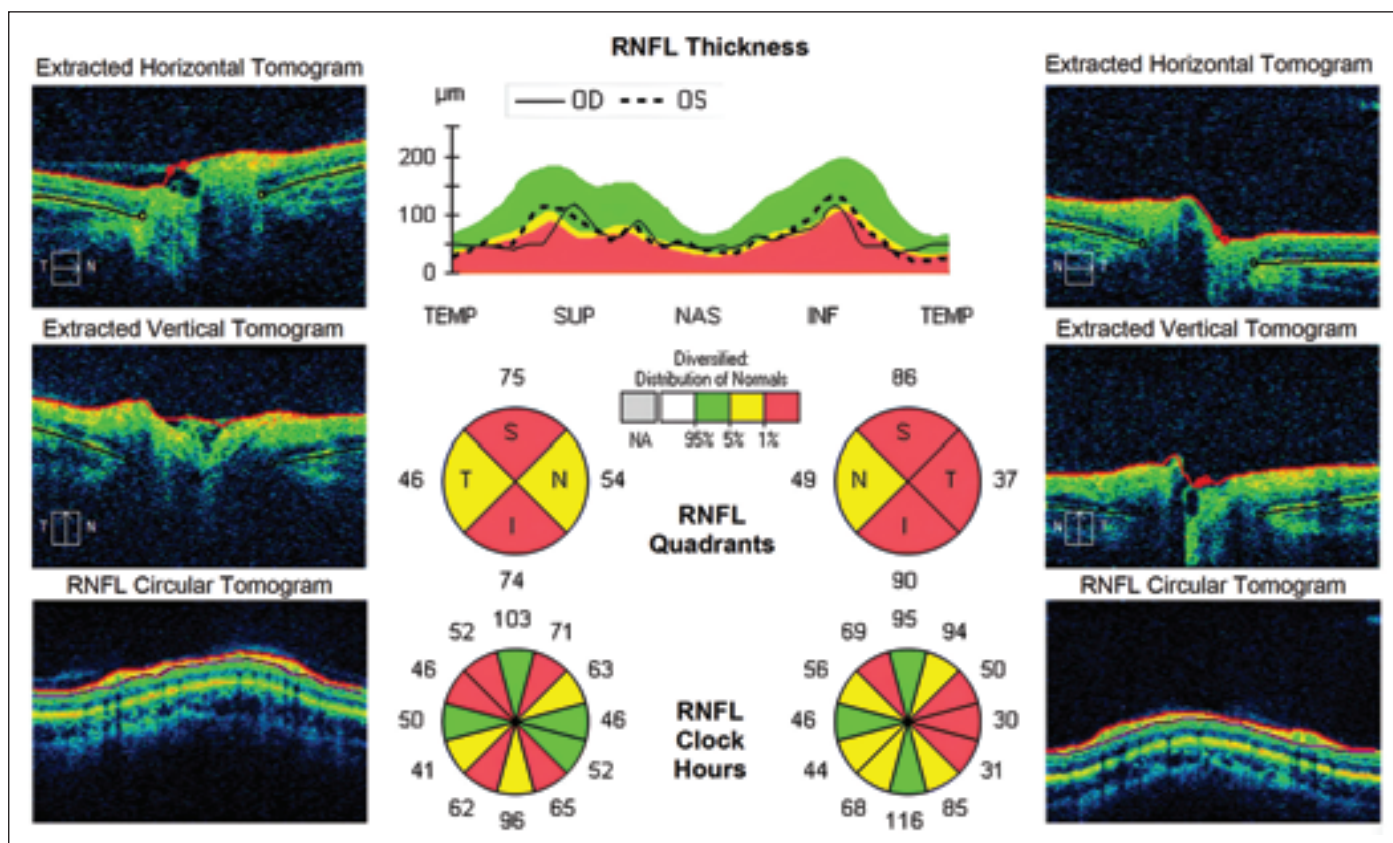 RNFL Thickness
Extracted Horizontal Tomogram
T N
Extracted Vertical Tomogram
T N
RNFL Circular Tomogram
μm
OD OS
200
100
0
TEMP SUP NAS INF TEMP
Diversified:
Distribution of Normals
NA 95% 5% 1%
75
S
46 T N 54
I
74
RNFL
Quadrants
86
S
49 N T 37
I
90
103
52 71
46 63
50 46
41 52
62 65
96
RNFL
Clock
Hours
95
69 94
56 50
46 30
44 31
68 85
116
Extracted Horizontal Tomogram
N T
Extracted Vertical Tomogram
N T
RNFL Circular Tomogram